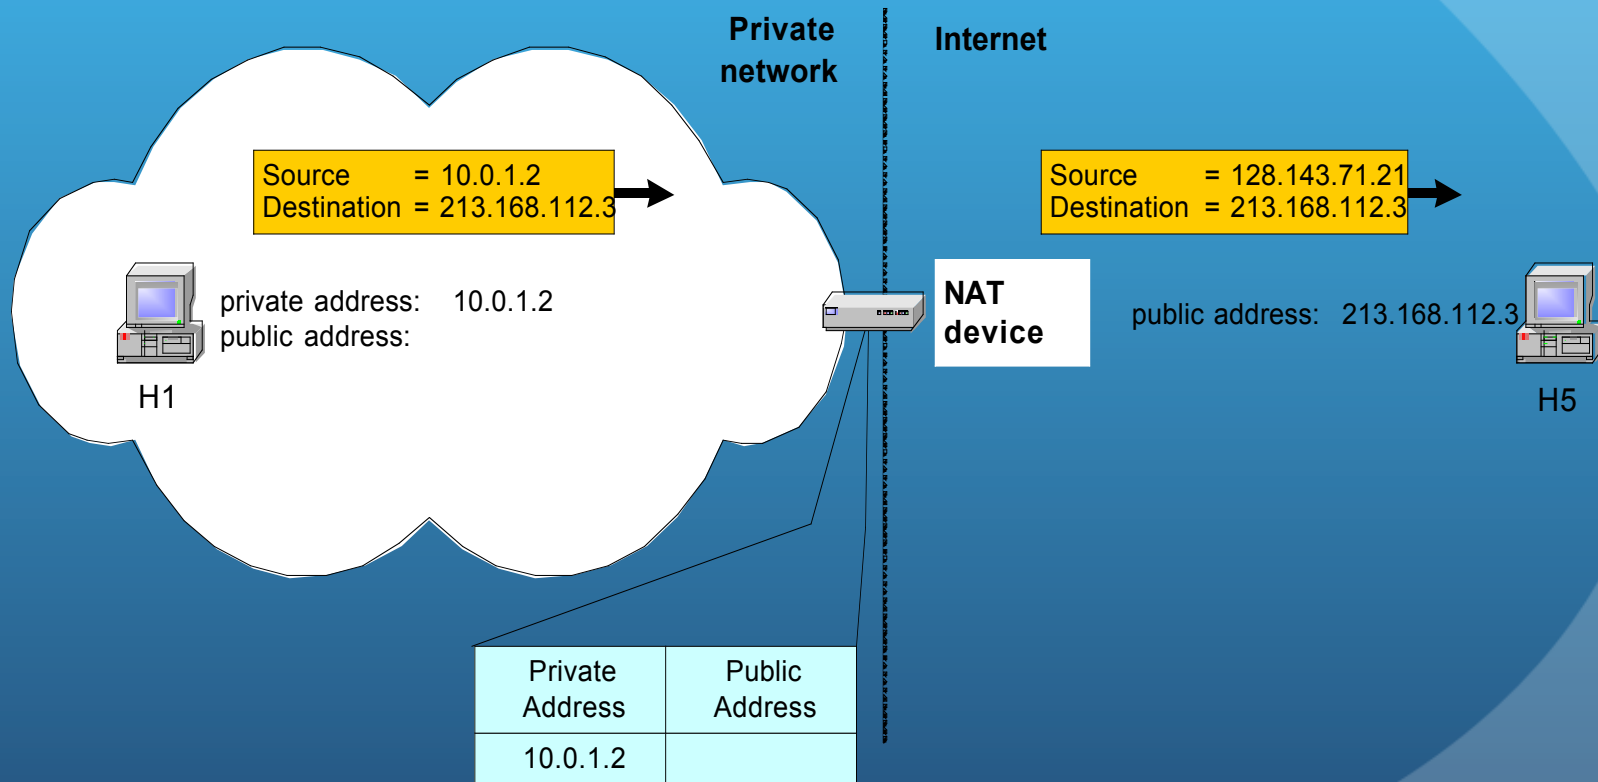 Private
network
Internet
Source = 10.0.1.2
Destination = 213.168.112.3
Source = 128.143.71.21
Destination = 213.168.112.3
private address: 10.0.1.2
public address:
H1
NAT
device
public address: 213.168.112.3
H5
Private
Address
Public
Address
10.0.1.2